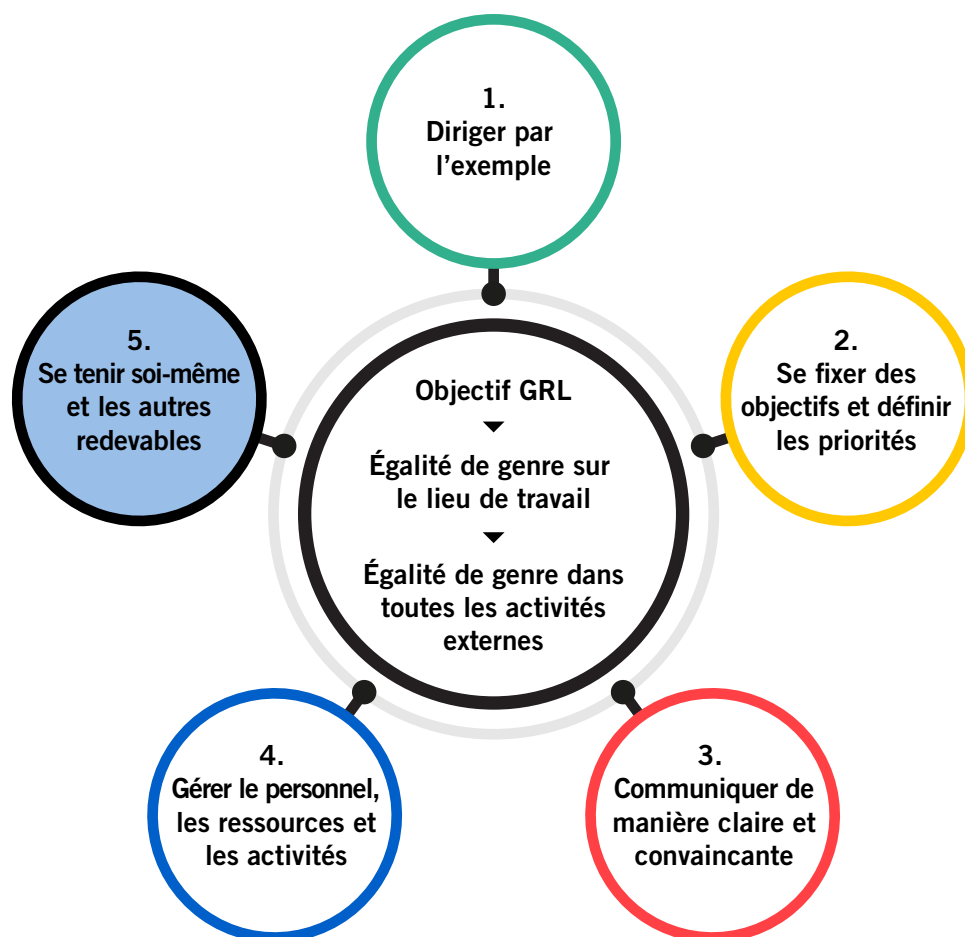 1.
Diriger par
l’exemple
2.
Se fixer des
objectifs et définir
les priorités
3.
Communiquer de
manière claire et
convaincante
4.
Gérer le personnel,
les ressources et
les activités
5.
Se tenir soi-même
et les autres
redevables
Objectif GRL
Égalité de genre sur
le lieu de travail
Égalité de genre dans
toutes les activités
externes